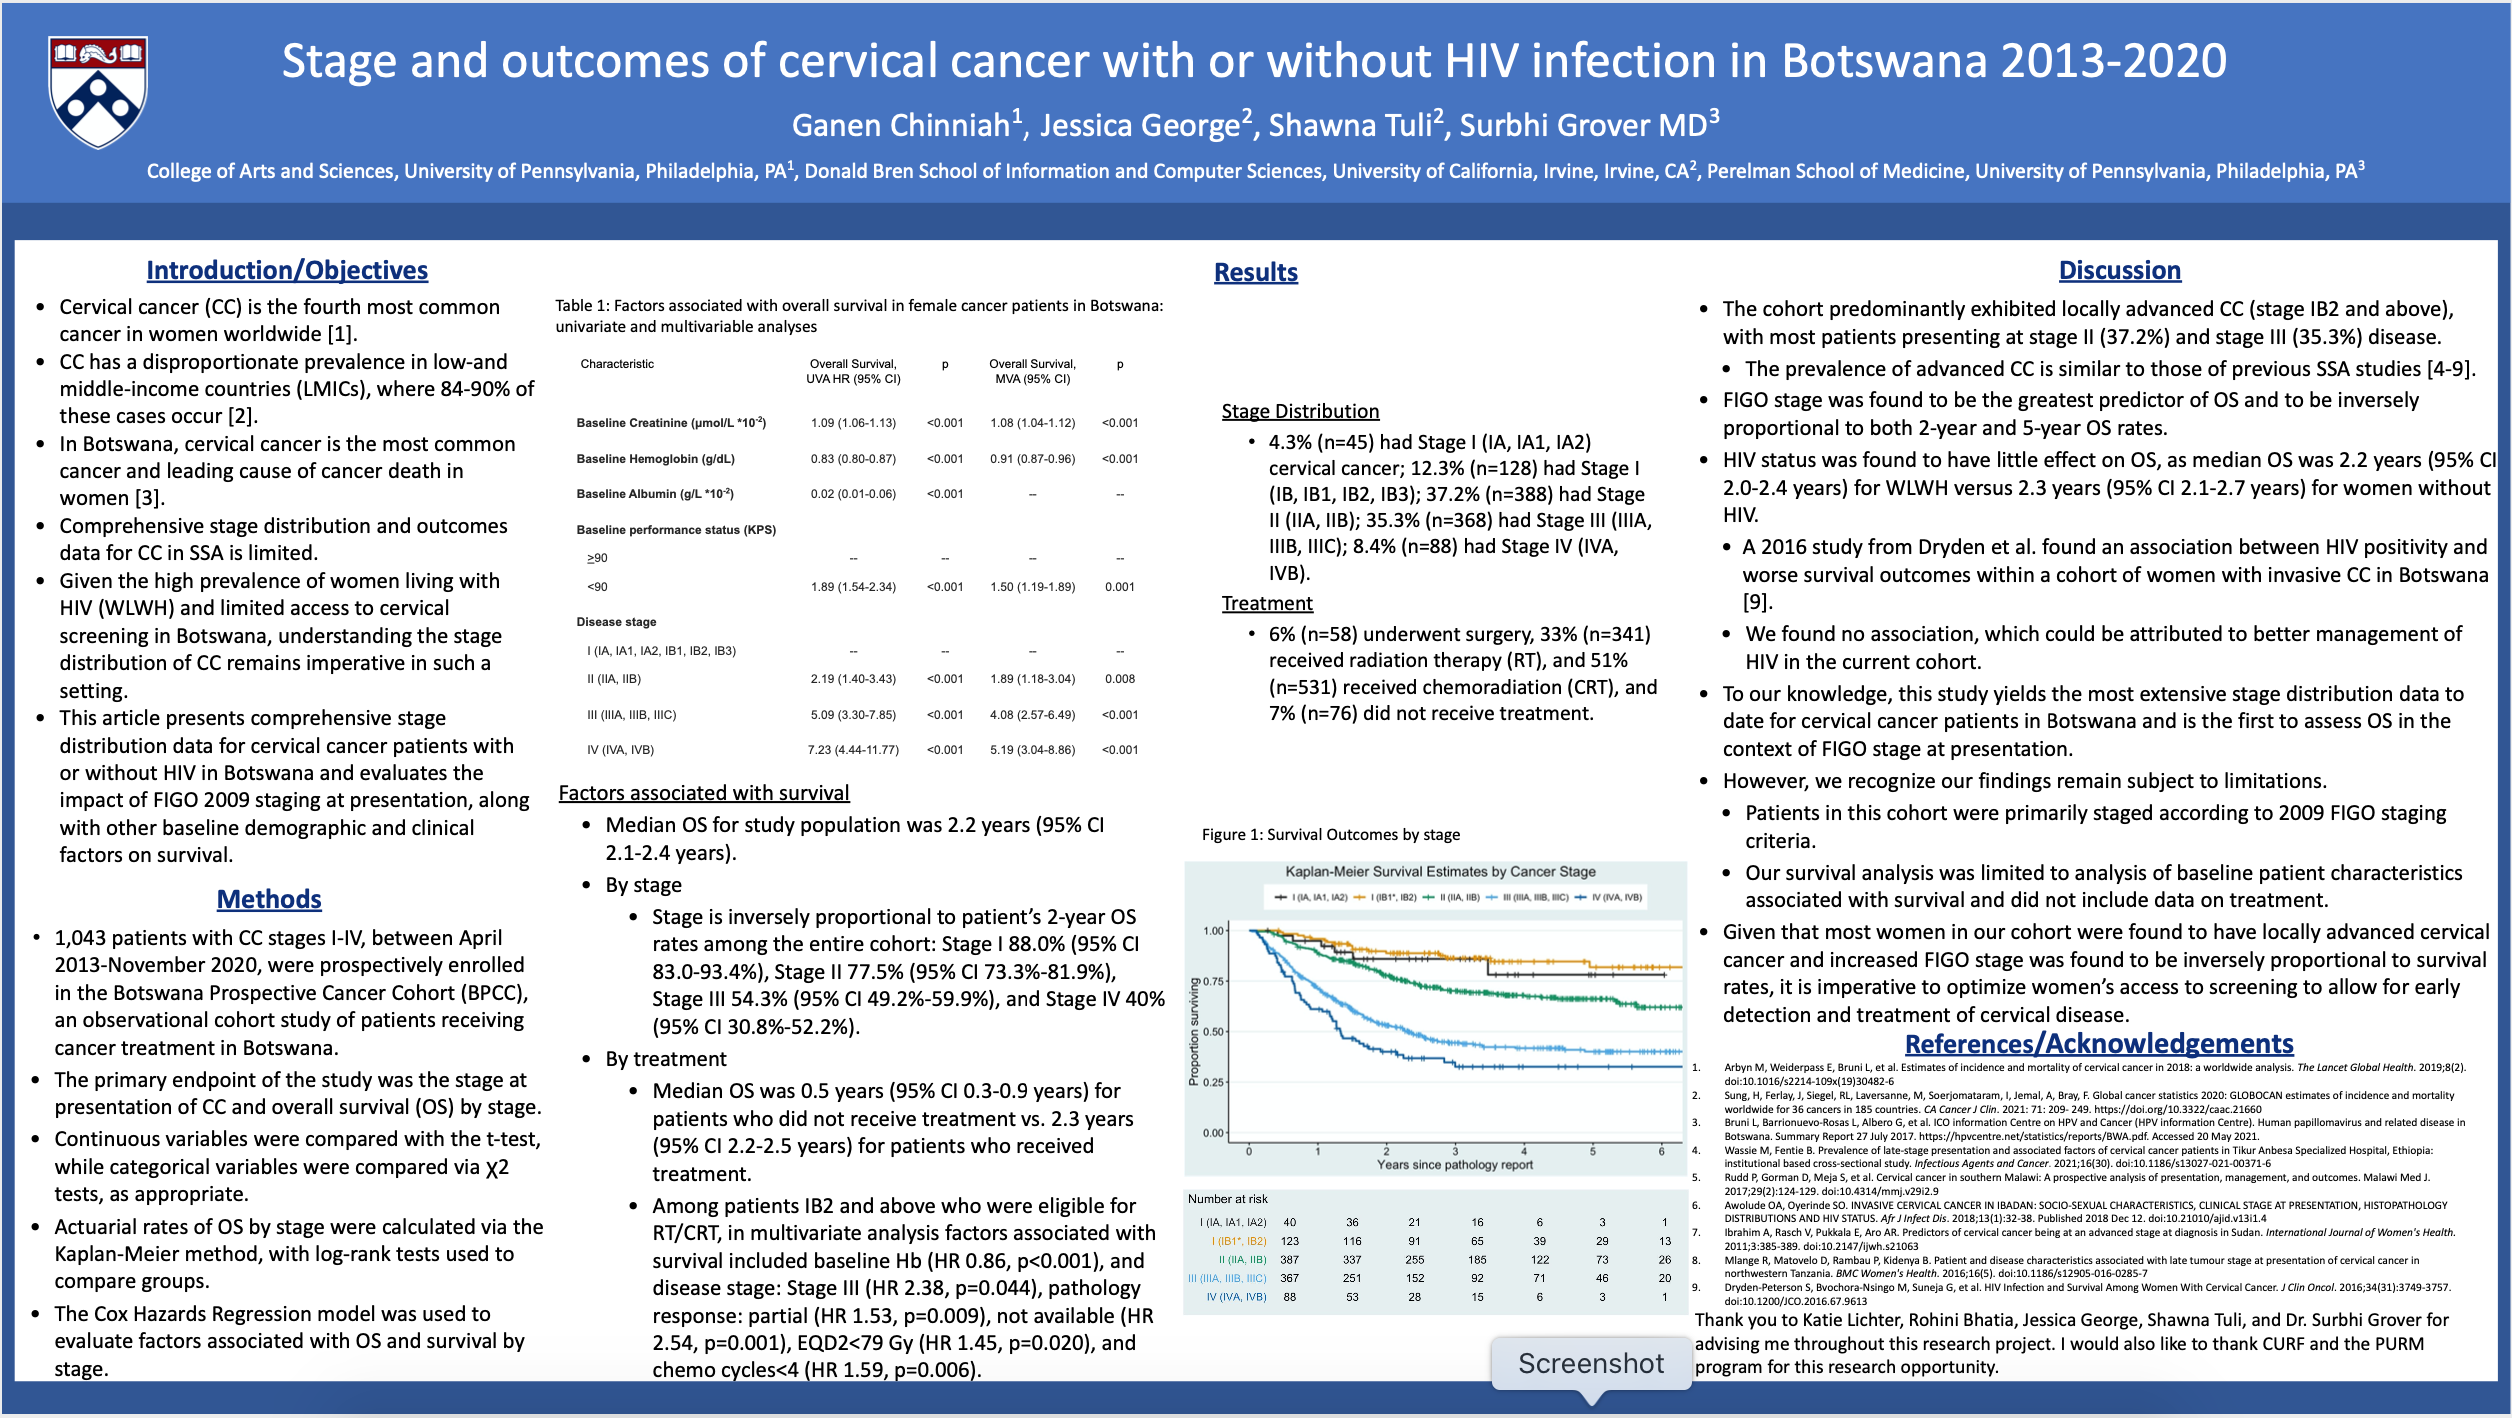 Stage and outcomes of cervical cancer with or without HIV infection in Botswana 2013-2020
Ganen Chinniah1, Jessica George2, Shawna Tuli2, Surbhi Grover MD3
College of Arts and Sciences, University of Pennsylvania, Philadelphia, PA1, Donald Bren School of Information and Computer Sciences, University of California, Irvine, Irvine, CA2, Perelman School of Medicine, University of Pennsylvania, Philadelphia, PA3
Introduction/Objectives
• Cervical cancer (CC) is the fourth most common
cancer in women worldwide [1].
• CC has a disproportionate prevalence in low-and
middle-income countries (LMICs), where 84-90% of
these cases occur [2].
• In Botswana, cervical cancer is the most common
cancer and leading cause of cancer death in
women [3].
• Comprehensive stage distribution and outcomes
data for CC in SSA is limited.
• Given the high prevalence of women living with
HIV (WLWH) and limited access to cervical
screening in Botswana, understanding the stage
distribution of CC remains imperative in such a
setting.
• This article presents comprehensive stage
distribution data for cervical cancer patients with
or without HIV in Botswana and evaluates the
impact of FIGO 2009 staging at presentation, along
with other baseline demographic and clinical
factors on survival.
Methods
• 1,043 patients with CC stages I-IV, between April
2013-November 2020, were prospectively enrolled
in the Botswana Prospective Cancer Cohort (BPCC),
an observational cohort study of patients receiving
cancer treatment in Botswana.
• The primary endpoint of the study was the stage at
presentation of CC and overall survival (OS) by stage.
• Continuous variables were compared with the t-test,
while categorical variables were compared via χ2
tests, as appropriate.
• Actuarial rates of OS by stage were calculated via the
Kaplan-Meier method, with log-rank tests used to
compare groups.
• The Cox Hazards Regression model was used to
evaluate factors associated with OS and survival by
stage.
Table 1: Factors associated with overall survival in female cancer patients in Botswana:
univariate and multivariable analyses
Characteristic Overall Survival, p Overall Survival, p
UVA HR (95% CI) MVA (95% CI)
Baseline Creatinine (µmol/L *10-2) 1.09 (1.06-1.13) <0.001 1.08 (1.04-1.12) <0.001
Baseline Hemoglobin (g/dL) 0.83 (0.80-0.87) <0.001 0.91 (0.87-0.96) <0.001
Baseline Albumin (g/L *10-2) 0.02 (0.01-0.06) <0.001 -- --
Baseline performance status (KPS)
≥90 -- -- -- --
<90 1.89 (1.54-2.34) <0.001 1.50 (1.19-1.89) 0.001
Disease stage
I (IA, IA1, IA2, IB1, IB2, IB3) -- -- -- --
II (IIA, IIB) 2.19 (1.40-3.43) <0.001 1.89 (1.18-3.04) 0.008
III (IIIA, IIIB, IIIC) 5.09 (3.30-7.85) <0.001 4.08 (2.57-6.49) <0.001
IV (IVA, IVB) 7.23 (4.44-11.77) <0.001 5.19 (3.04-8.86) <0.001
Factors associated with survival
• Median OS for study population was 2.2 years (95% CI
2.1-2.4 years).
• By stage
• Stage is inversely proportional to patient’s 2-year OS
rates among the entire cohort: Stage I 88.0% (95% CI
83.0-93.4%), Stage II 77.5% (95% CI 73.3%-81.9%),
Stage III 54.3% (95% CI 49.2%-59.9%), and Stage IV 40%
(95% CI 30.8%-52.2%).
• By treatment
• Median OS was 0.5 years (95% CI 0.3-0.9 years) for
patients who did not receive treatment vs. 2.3 years
(95% CI 2.2-2.5 years) for patients who received
treatment.
• Among patients IB2 and above who were eligible for
RT/CRT, in multivariate analysis factors associated with
survival included baseline Hb (HR 0.86, p<0.001), and
disease stage: Stage III (HR 2.38, p=0.044), pathology
response: partial (HR 1.53, p=0.009), not available (HR
2.54, p=0.001), EQD2<79 Gy (HR 1.45, p=0.020), and
chemo cycles<4 (HR 1.59, p=0.006).
Results
Stage Distribution
• 4.3% (n=45) had Stage I (IA, IA1, IA2)
cervical cancer; 12.3% (n=128) had Stage I
(IB, IB1, IB2, IB3); 37.2% (n=388) had Stage
II (IIA, IIB); 35.3% (n=368) had Stage III (IIIA,
IIIB, IIIC); 8.4% (n=88) had Stage IV (IVA,
IVB).
Treatment
• 6% (n=58) underwent surgery, 33% (n=341)
received radiation therapy (RT), and 51%
(n=531) received chemoradiation (CRT), and
7% (n=76) did not receive treatment.
Figure 1: Survival Outcomes by stage
Kaplan-Meier Survival Estimates by Cancer Stage
I (IA, IA1, IA2) I (IB1*, IB2) II (IIA, IIB) III (IIIA, IIIB, IIIC) IV (IVA, IVB)
Proportion surviving
1.00
0.75
0.50
0.25
0.00
0 1 2 3 4 5 6
Years since pathology report
Number at risk
I (IA, IA1, IA2) 40 36 21 16 6 3 1
I (IB1*, IB2) 123 116 91 65 39 29 13
II (IIA, IIB) 387 337 255 185 122 73 26
III (IIIA, IIIB, IIIC) 367 251 152 92 71 46 20
IV (IVA, IVB) 88 53 28 15 6 3 1
Screenshot
Discussion
• The cohort predominantly exhibited locally advanced CC (stage IB2 and above),
with most patients presenting at stage II (37.2%) and stage III (35.3%) disease.
• The prevalence of advanced CC is similar to those of previous SSA studies [4-9].
• FIGO stage was found to be the greatest predictor of OS and to be inversely
proportional to both 2-year and 5-year OS rates.
• HIV status was found to have little effect on OS, as median OS was 2.2 years (95% CI
2.0-2.4 years) for WLWH versus 2.3 years (95% CI 2.1-2.7 years) for women without
HIV.
• A 2016 study from Dryden et al. found an association between HIV positivity and
worse survival outcomes within a cohort of women with invasive CC in Botswana
[9].
• We found no association, which could be attributed to better management of
HIV in the current cohort.
• To our knowledge, this study yields the most extensive stage distribution data to
date for cervical cancer patients in Botswana and is the first to assess OS in the
context of FIGO stage at presentation.
• However, we recognize our findings remain subject to limitations.
• Patients in this cohort were primarily staged according to 2009 FIGO staging
criteria.
• Our survival analysis was limited to analysis of baseline patient characteristics
associated with survival and did not include data on treatment.
• Given that most women in our cohort were found to have locally advanced cervical
cancer and increased FIGO stage was found to be inversely proportional to survival
rates, it is imperative to optimize women’s access to screening to allow for early
detection and treatment of cervical disease.
References/Acknowledgements
1. Arbyn M, Weiderpass E, Bruni L, et al. Estimates of incidence and mortality of cervical cancer in 2018: a worldwide analysis. The Lancet Global Health. 2019;8(2).
doi:10.1016/s2214-109x(19)30482-6
2. Sung, H, Ferlay, J, Siegel, RL, Laversanne, M, Soerjomataram, I, Jemal, A, Bray, F. Global cancer statistics 2020: GLOBOCAN estimates of incidence and mortality
worldwide for 36 cancers in 185 countries. CA Cancer J Clin. 2021: 71: 209- 249. https://doi.org/10.3322/caac.21660
3. Bruni L, Barrionuevo-Rosas L, Albero G, et al. ICO information Centre on HPV and Cancer (HPV information Centre). Human papillomavirus and related disease in
Botswana. Summary Report 27 July 2017. https://hpvcentre.net/statistics/reports/BWA.pdf. Accessed 20 May 2021.
4. Wassie M, Fentie B. Prevalence of late-stage presentation and associated factors of cervical cancer patients in Tikur Anbesa Specialized Hospital, Ethiopia:
institutional based cross-sectional study. Infectious Agents and Cancer. 2021;16(30). doi:10.1186/s13027-021-00371-6
5. Rudd P, Gorman D, Meja S, et al. Cervical cancer in southern Malawi: A prospective analysis of presentation, management, and outcomes. Malawi Med J.
2017;29(2):124-129. doi:10.4314/mmj.v29i2.9
6. Awolude OA, Oyerinde SO. INVASIVE CERVICAL CANCER IN IBADAN: SOCIO-SEXUAL CHARACTERISTICS, CLINICAL STAGE AT PRESENTATION, HISTOPATHOLOGY
DISTRIBUTIONS AND HIV STATUS. Afr J Infect Dis. 2018;13(1):32-38. Published 2018 Dec 12. doi:10.21010/ajid.v13i1.4
7. Ibrahim A, Rasch V, Pukkala E, Aro AR. Predictors of cervical cancer being at an advanced stage at diagnosis in Sudan. International Journal of Women's Health.
2011;3:385-389. doi:10.2147/ijwh.s21063
8. Mlange R, Matovelo D, Rambau P, Kidenya B. Patient and disease characteristics associated with late tumour stage at presentation of cervical cancer in
northwestern Tanzania. BMC Women's Health. 2016;16(5). doi:10.1186/s12905-016-0285-7
9. Dryden-Peterson S, Bvochora-Nsingo M, Suneja G, et al. HIV Infection and Survival Among Women With Cervical Cancer. J Clin Oncol. 2016;34(31):3749-3757.
doi:10.1200/JCO.2016.67.9613
Thank you to Katie Lichter, Rohini Bhatia, Jessica George, Shawna Tuli, and Dr. Surbhi Grover for
advising me throughout this research project. I would also like to thank CURF and the PURM
program for this research opportunity.